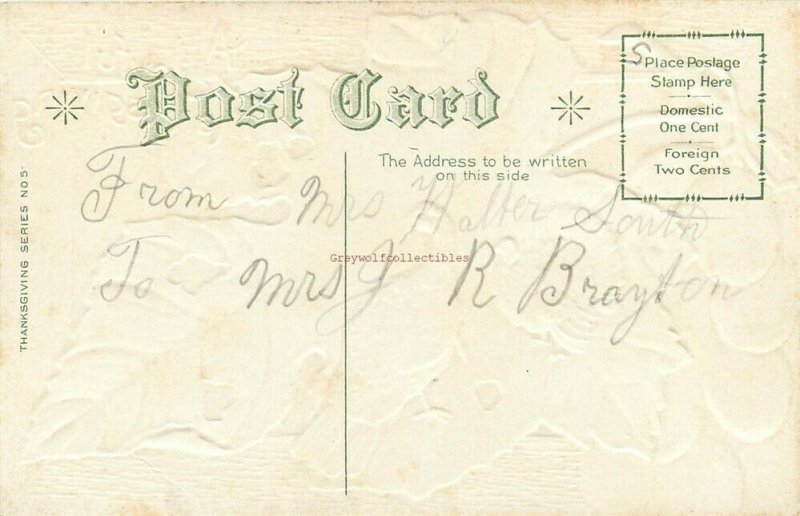 S
Place Postage
Stamp Here
Domestic
One Cent
Foreign
Two Cents
Post Card
The Address to be written
on this side
THANKSGIVING SERIES NO.5
From Mrs Walter South
Greywolfcollectibles
To Mrs J R Brayton